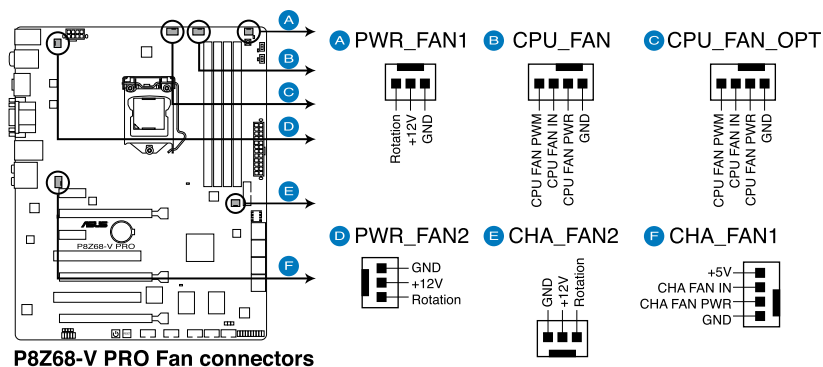 A
B
C
D
E
F
ASUS
P8Z68-V PRO
P8Z68-V PRO Fan connectors
A PWR_FAN1
Rotation
+12V
GND
B CPU_FAN
CPU FAN PWM
CPU FAN IN
CPU FAN PWR
GND
C CPU_FAN_OPT
CPU FAN PWM
CPU FAN IN
CPU FAN PWR
GND
D PWR_FAN2
GND
+12V
Rotation
E CHA_FAN2
GND
+12V
Rotation
F CHA_FAN1
+5V
CHA FAN IN
CHA FAN PWR
GND